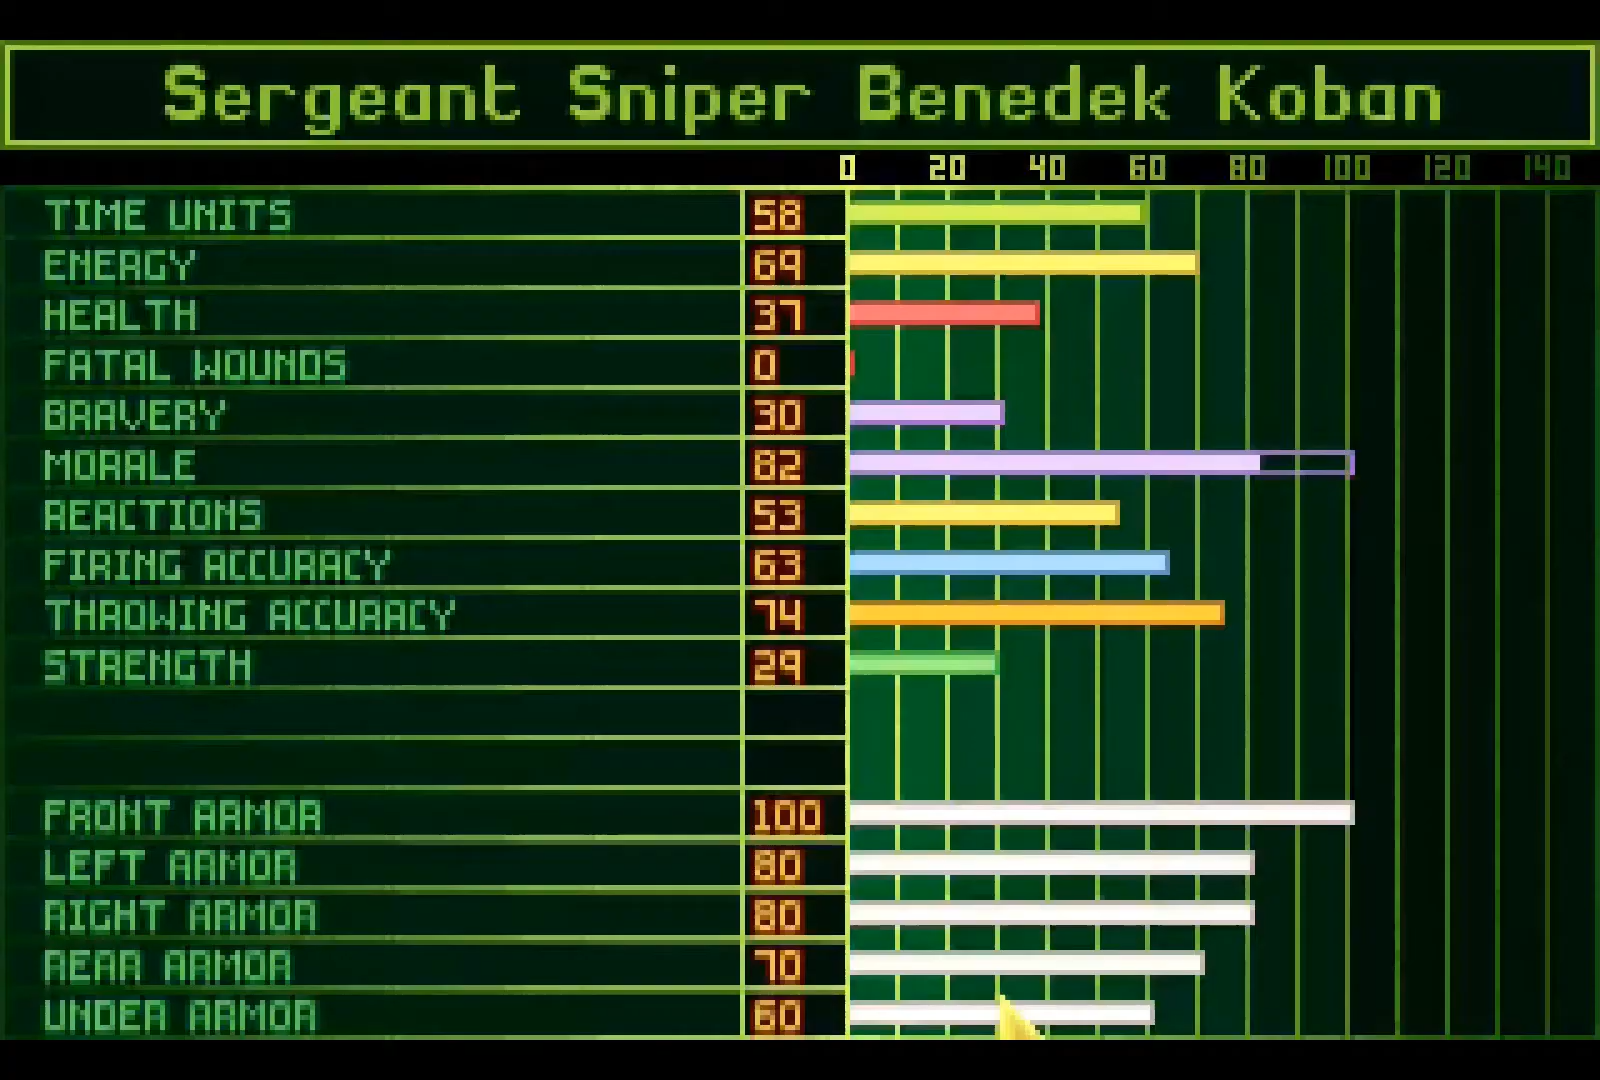 Sergeant Sniper Benedek Koban
0 20 40 60 80 100 120 140
TIME UNITS 58
ENERGY 69
HEALTH 37
FATAL WOUNDS 0
BRAVERY 30
MORALE 82
REACTIONS 53
FIRING ACCURACY 63
THROWING ACCURACY 74
STRENGTH 29
FRONT ARMOR 100
LEFT ARMOR 80
RIGHT ARMOR 80
REAR ARMOR 70
UNDER ARMOR 60